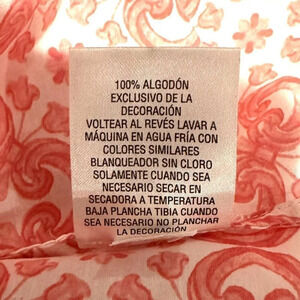 100% ALGODÓN
EXCLUSIVO DE LA
DECORACIÓN
VOLTEAR AL REVÉS LAVAR A
MÁQUINA EN AGUA FRÍA CON
COLORES SIMILARES
BLANQUEADOR SIN CLORO
SOLAMENTE CUANDO SEA
NECESARIO SECAR EN
SECADORA A TEMPERATURA
BAJA PLANCHA TIBIA CUANDO
SEA NECESARIO NO PLANCHAR
LA DECORACIÓN